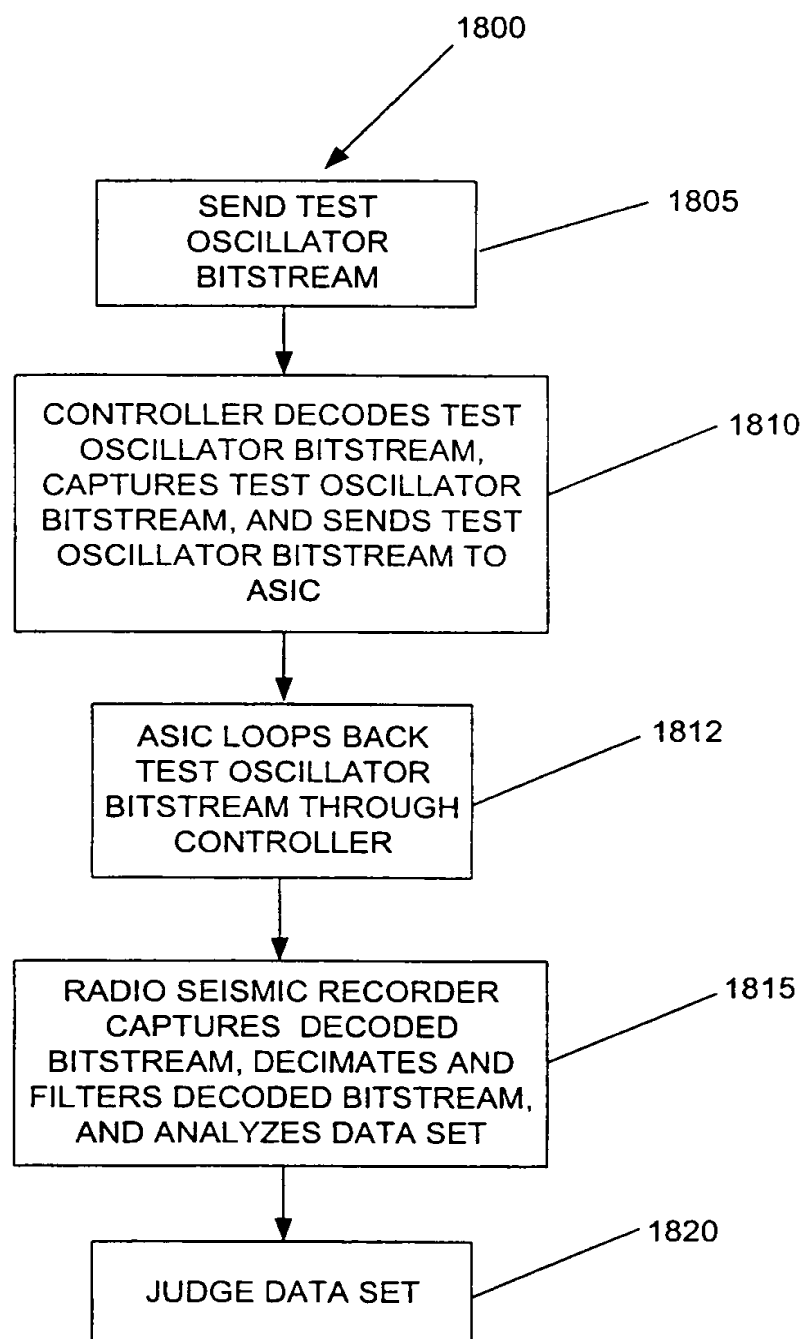 1800
SEND TEST
OSCILLATOR
BITSTREAM
1805
CONTROLLER DECODES TEST
OSCILLATOR BITSTREAM,
CAPTURES TEST OSCILLATOR
BITSTREAM, AND SENDS TEST
OSCILLATOR BITSTREAM TO
ASIC
1810
ASIC LOOPS BACK
TEST OSCILLATOR
BITSTREAM THROUGH
CONTROLLER
1812
RADIO SEISMIC RECORDER
CAPTURES DECODED
BITSTREAM, DECIMATES AND
FILTERS DECODED BITSTREAM,
AND ANALYZES DATA SET
1815
JUDGE DATA SET
1820